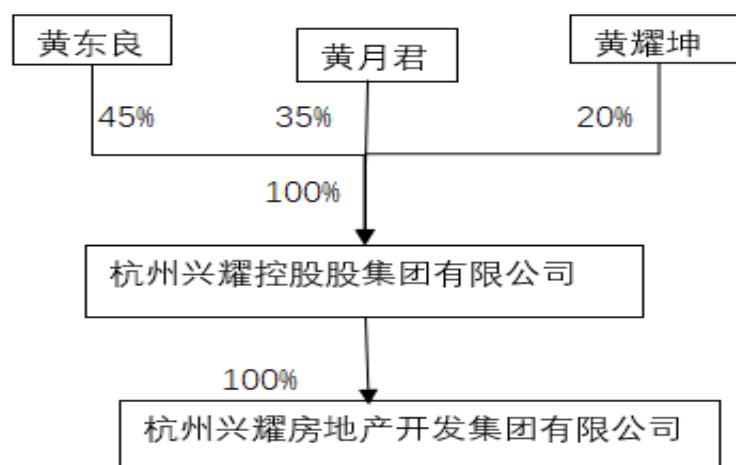 黄东良
黄月君
黄耀坤
45%
35%
20%
100%
杭州兴耀控股股集团有限公司
100%
杭州兴耀房地产开发集团有限公司